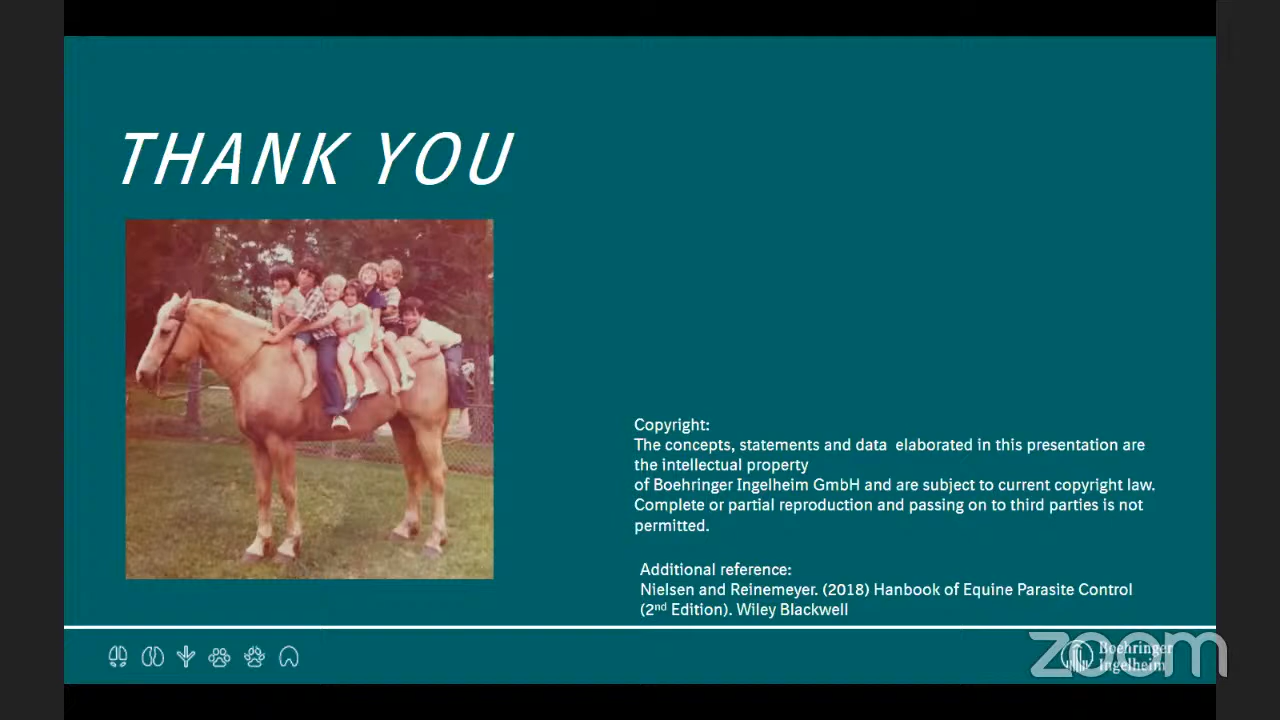 THANK YOU
Copyright:
The concepts, statements and data elaborated in this presentation are
the intellectual property
of Boehringer Ingelheim GmbH and are subject to current copyright law.
Complete or partial reproduction and passing on to third parties is not
permitted.
Additional reference:
Nielsen and Reinemeyer. (2018) Hanbook of Equine Parasite Control
(2nd Edition). Wiley Blackwell
zoom
Boehringer
Ingelheim